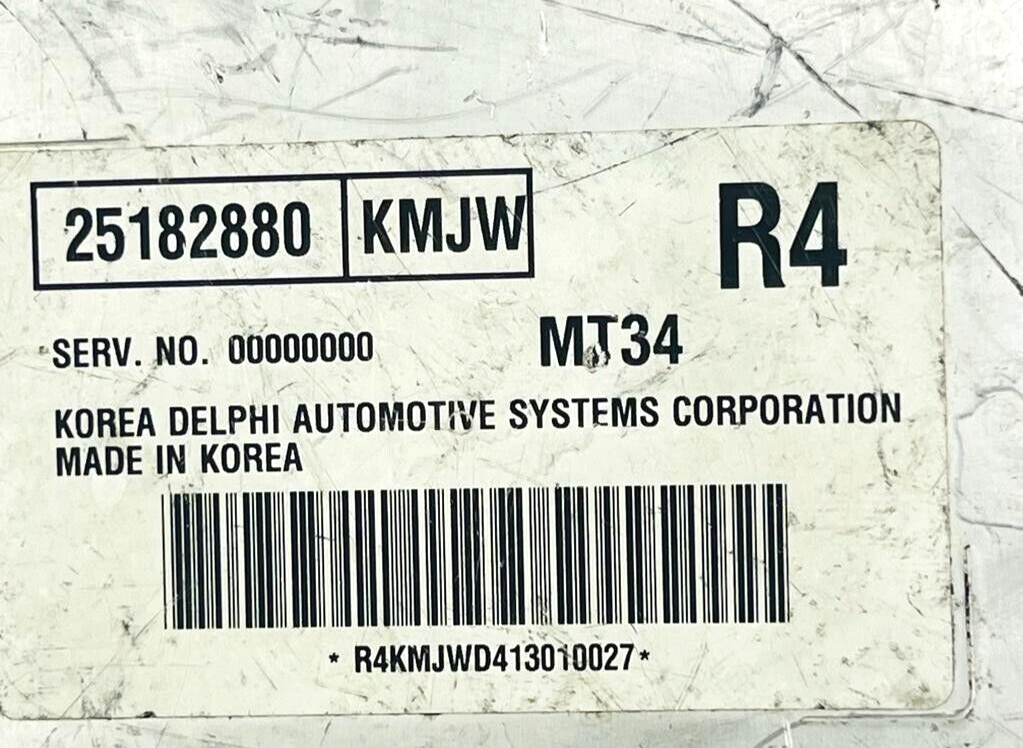 25182880 KMJW R4
SERV. NO. 00000000 MT34
KOREA DELPHI AUTOMOTIVE SYSTEMS CORPORATION
MADE IN KOREA
* R4KMJWD413010027*